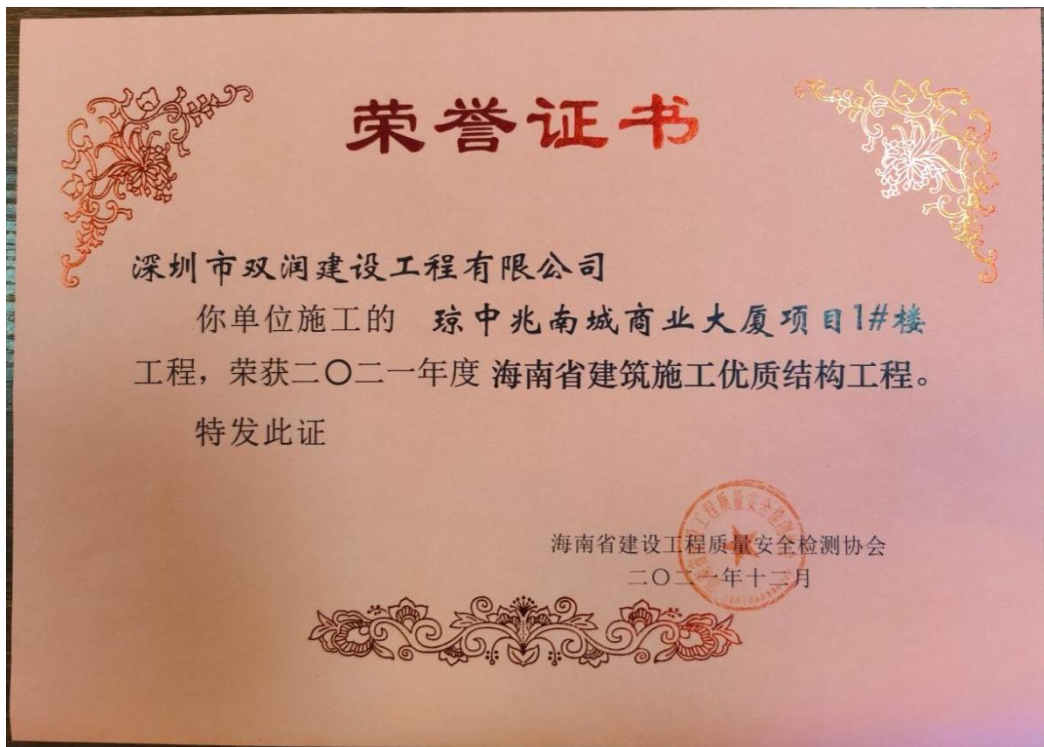 荣誉证书
深圳市双润建设工程有限公司
你单位施工的 琼中兆南城商业大厦项目1#楼
工程，荣获二〇二一年度 海南省建筑施工优质结构工程。
特发此证
海南省建设工程质量安全检测协会
二〇二一年十二月